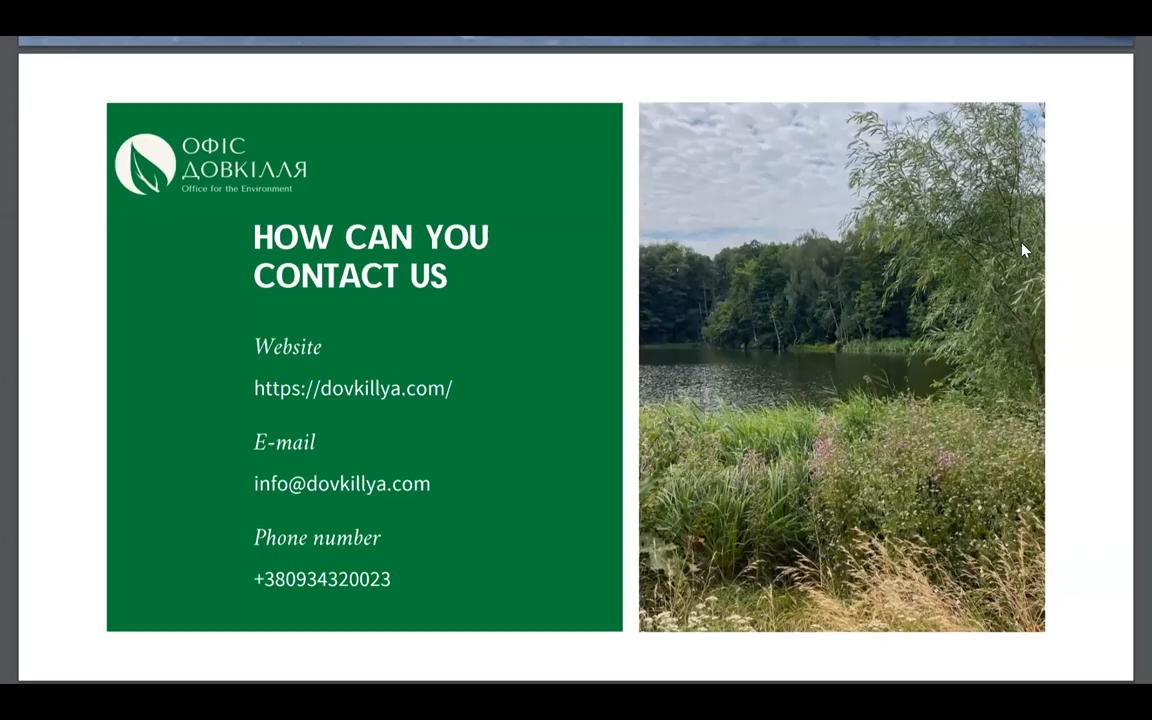 ОФІС
ДОВКІЛЛЯ
Office for the Environment
HOW CAN YOU
CONTACT US
Website
https://dovkillya.com/
E-mail
info@dovkillya.com
Phone number
+380934320023